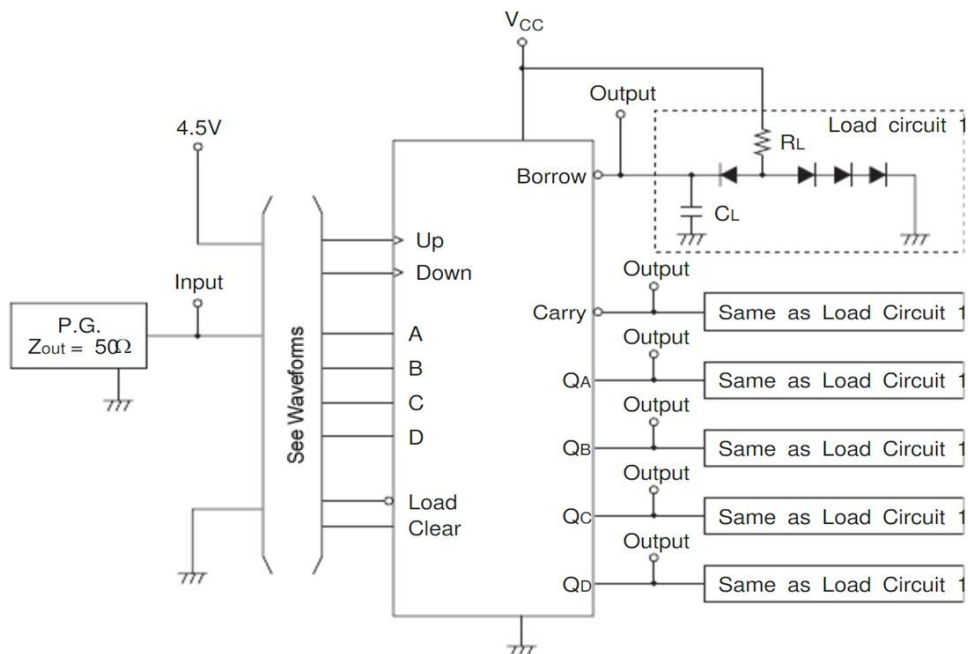 VCC
Output
4.5V
Load circuit 1
RL
Borrow
CL
Up
Down
Input
Output
P.G.
Zout = 50Ω
Carry
Same as Load Circuit 1
See Waveforms
A
B
C
D
Output
QA
Same as Load Circuit 1
Output
QB
Same as Load Circuit 1
Output
Load
Clear
QC
Same as Load Circuit 1
Output
QD
Same as Load Circuit 1